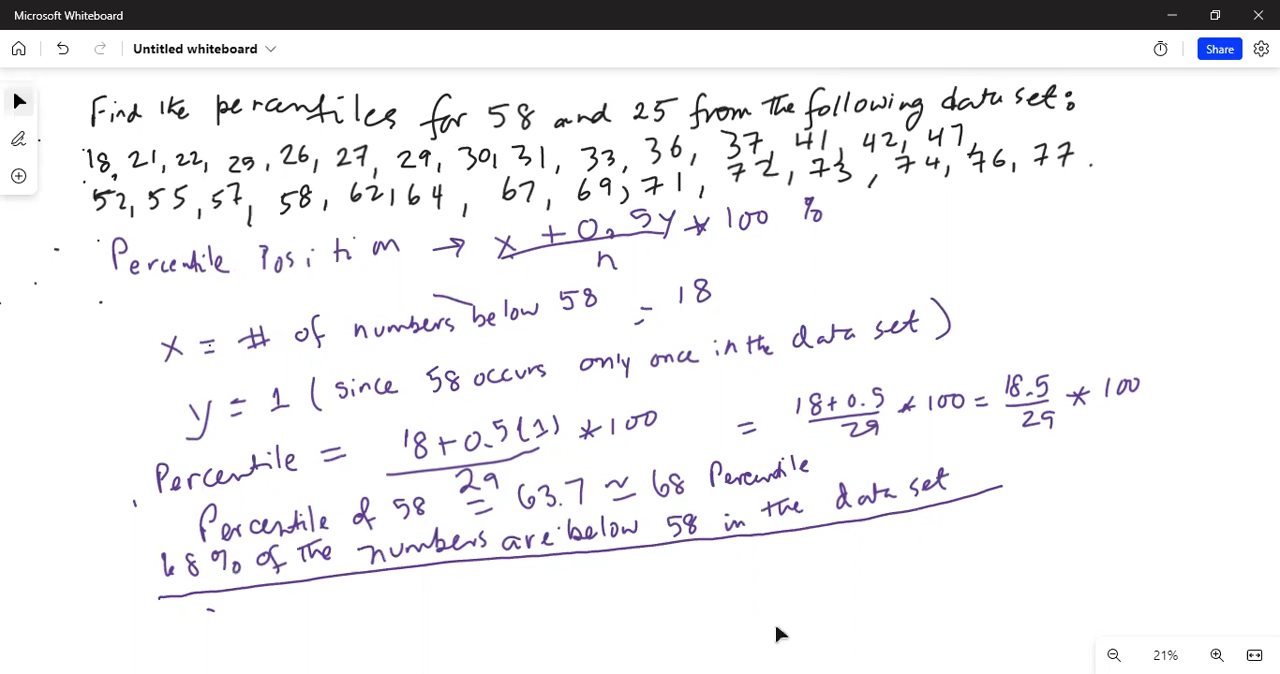 Microsoft Whiteboard
Untitled whiteboard
Share
Find the percentiles for 58 and 25 from the following data set:
18, 21, 22, 25, 26, 27, 29, 30, 31, 33, 36, 37, 41, 42, 47,
52, 55, 57, 58, 62, 64, 67, 69, 71, 72, 73, 74, 76, 77.
Percentile Position → x + 0.5y / n * 100 %
x = # of numbers below 58 = 18
y = 1 (since 58 occurs only once in the data set)
Percentile = 18+0.5(1) / 29 * 100 = 18+0.5 / 29 * 100 = 18.5 / 29 * 100
Percentile of 58 = 63.7 ≃ 68 Percentile
68 % of the numbers are below 58 in the data set
21%